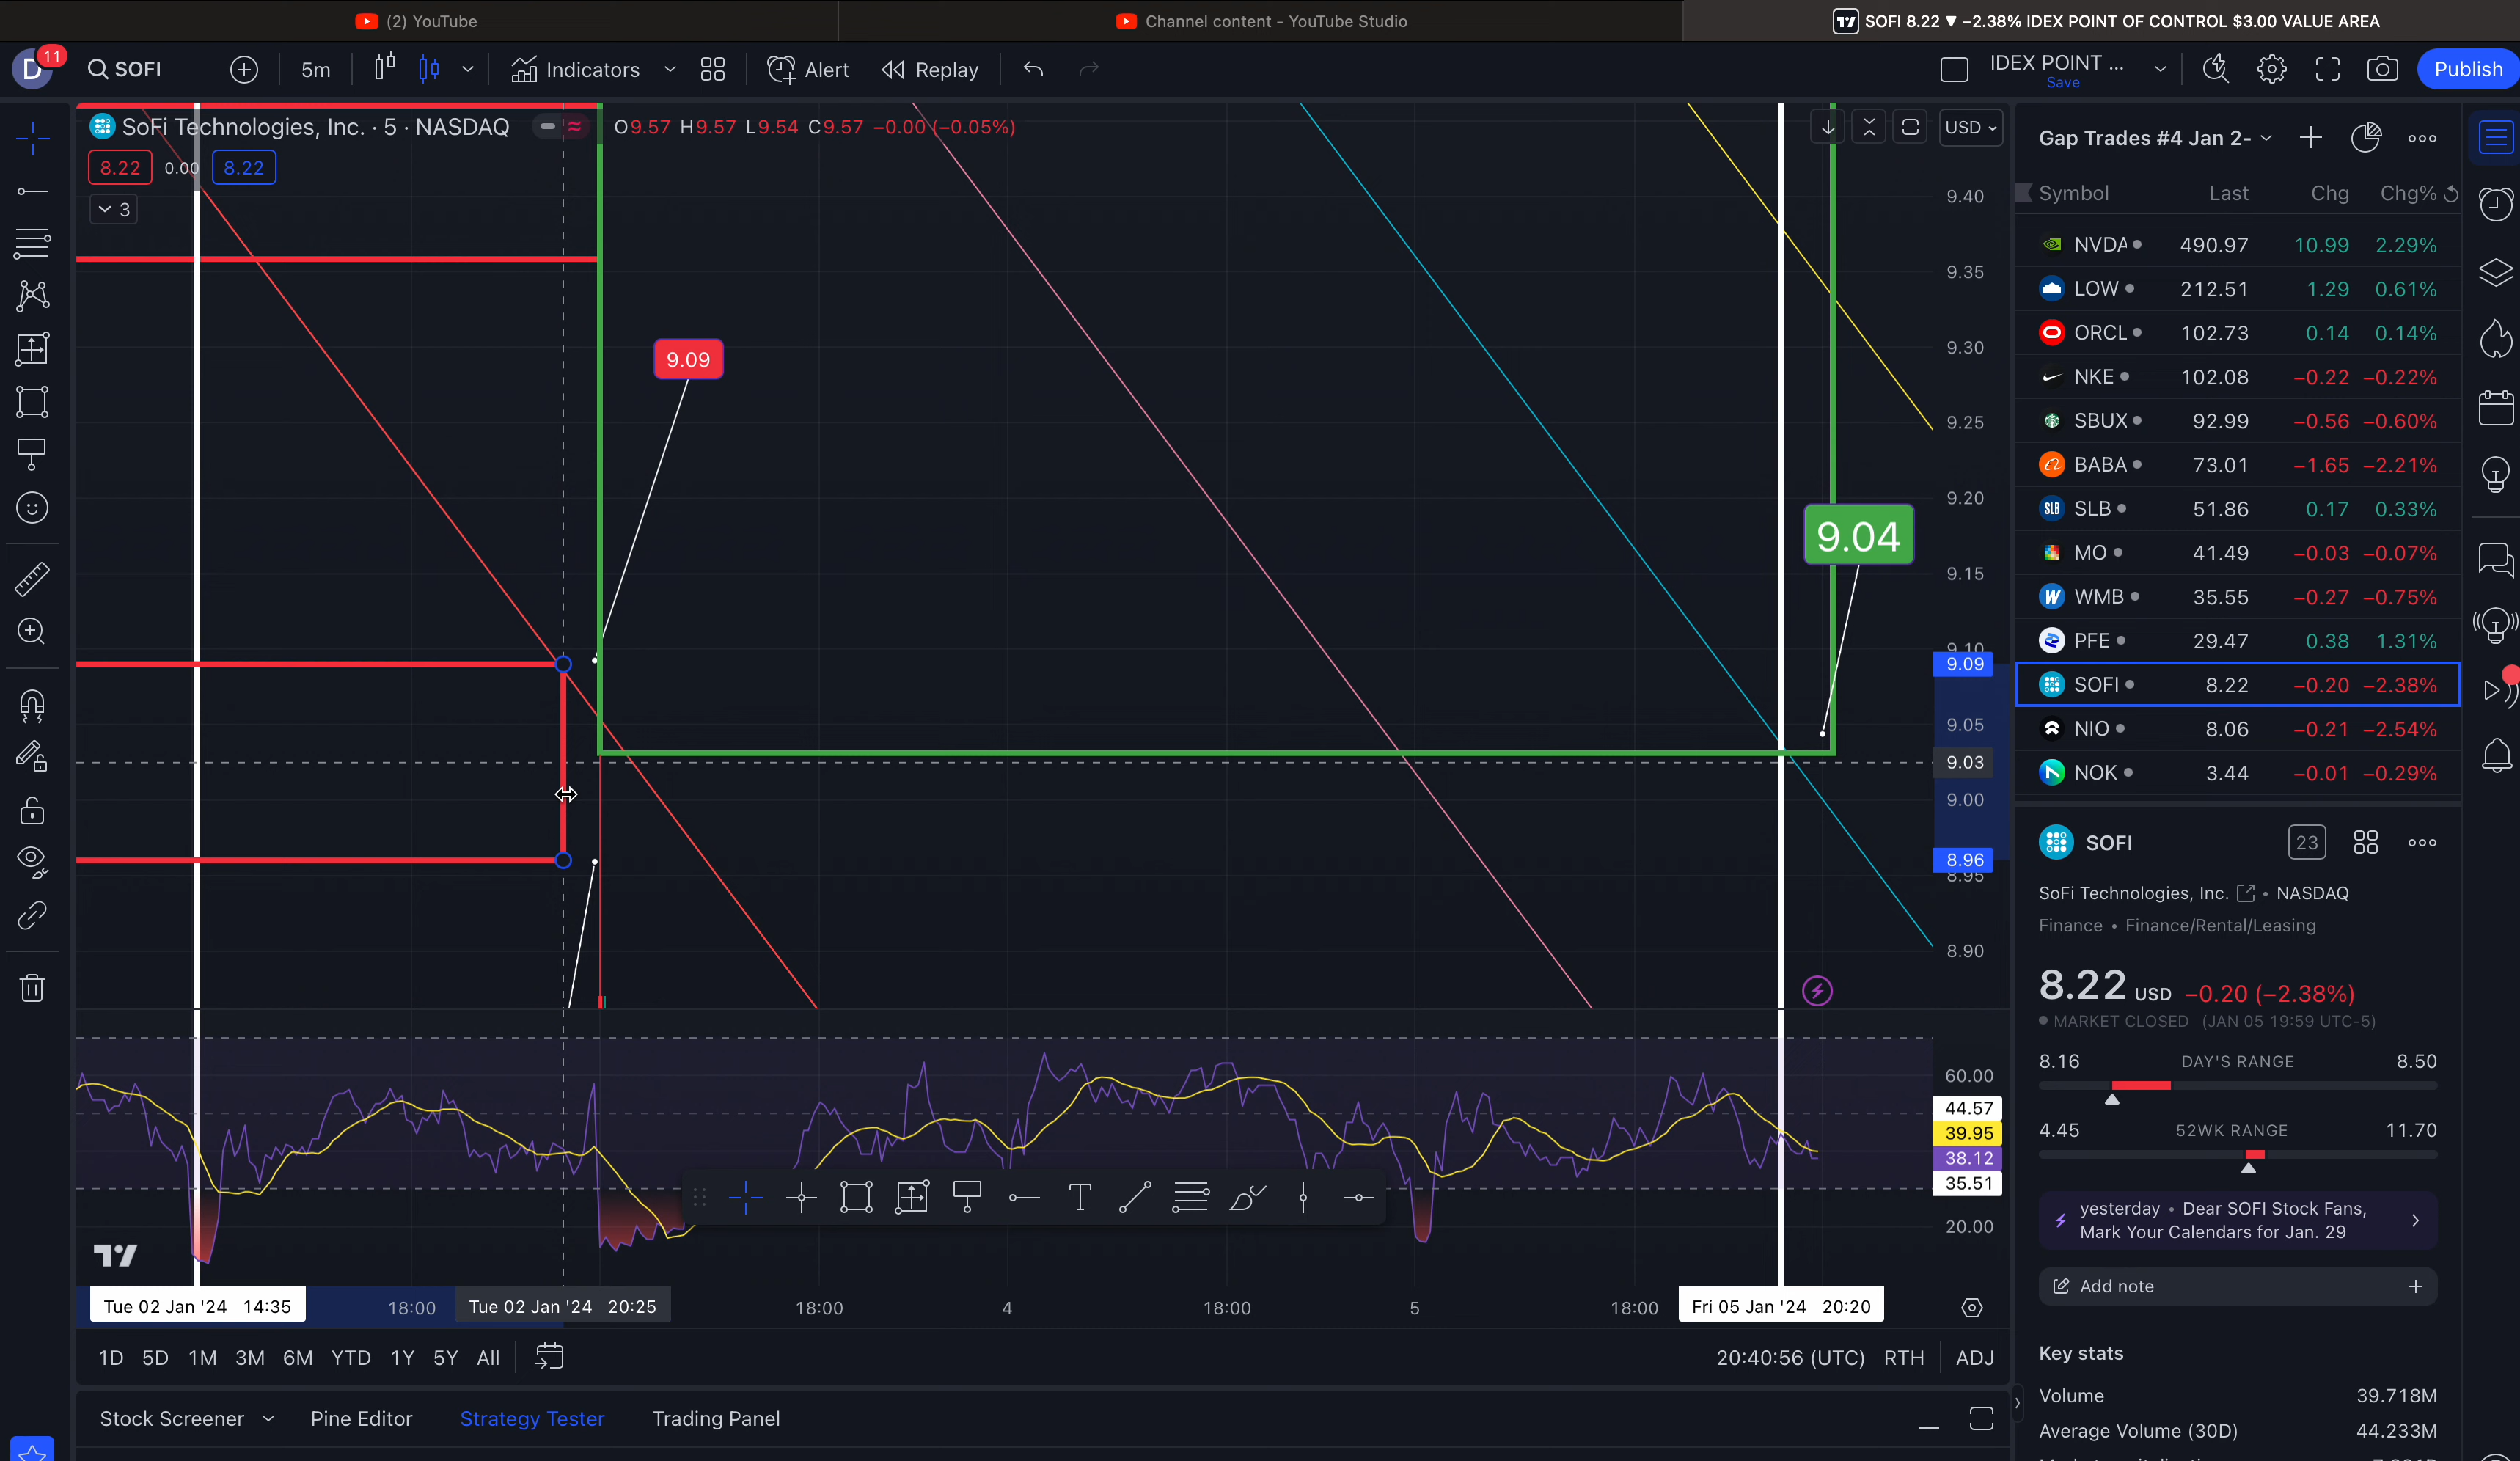 (2) YouTube
Channel content - YouTube Studio
SOFI 8.22 ▼ −2.38% IDEX POINT OF CONTROL $3.00 VALUE AREA
D
11
SOFI
5m
Indicators
Alert
Replay
IDEX POINT ...
Save
Publish
SoFi Technologies, Inc. · 5 · NASDAQ
O9.57 H9.57 L9.54 C9.57 −0.00 (−0.05%)
USD
8.22
0.00
8.22
3
9.09
9.04
9.40
9.35
9.30
9.25
9.20
9.15
9.10
9.09
9.05
9.03
9.00
8.96
8.95
8.90
60.00
44.57
39.95
38.12
35.51
20.00
Tue 02 Jan '24 14:35
18:00
Tue 02 Jan '24 20:25
18:00
4
18:00
5
18:00
Fri 05 Jan '24 20:20
1D 5D 1M 3M 6M YTD 1Y 5Y All
20:40:56 (UTC) RTH ADJ
Stock Screener
Pine Editor
Strategy Tester
Trading Panel
Gap Trades #4 Jan 2-
Symbol Last Chg Chg%
NVDA 490.97 10.99 2.29%
LOW 212.51 1.29 0.61%
ORCL 102.73 0.14 0.14%
NKE 102.08 −0.22 −0.22%
SBUX 92.99 −0.56 −0.60%
BABA 73.01 −1.65 −2.21%
SLB SLB 51.86 0.17 0.33%
MO 41.49 −0.03 −0.07%
WMB 35.55 −0.27 −0.75%
PFE 29.47 0.38 1.31%
SOFI 8.22 −0.20 −2.38%
NIO 8.06 −0.21 −2.54%
NOK 3.44 −0.01 −0.29%
SOFI
23
SoFi Technologies, Inc. • NASDAQ
Finance • Finance/Rental/Leasing
8.22 USD −0.20 (−2.38%)
MARKET CLOSED (JAN 05 19:59 UTC-5)
8.16 DAY'S RANGE 8.50
4.45 52WK RANGE 11.70
yesterday • Dear SOFI Stock Fans,
Mark Your Calendars for Jan. 29
Add note
Key stats
Volume 39.718M
Average Volume (30D) 44.233M